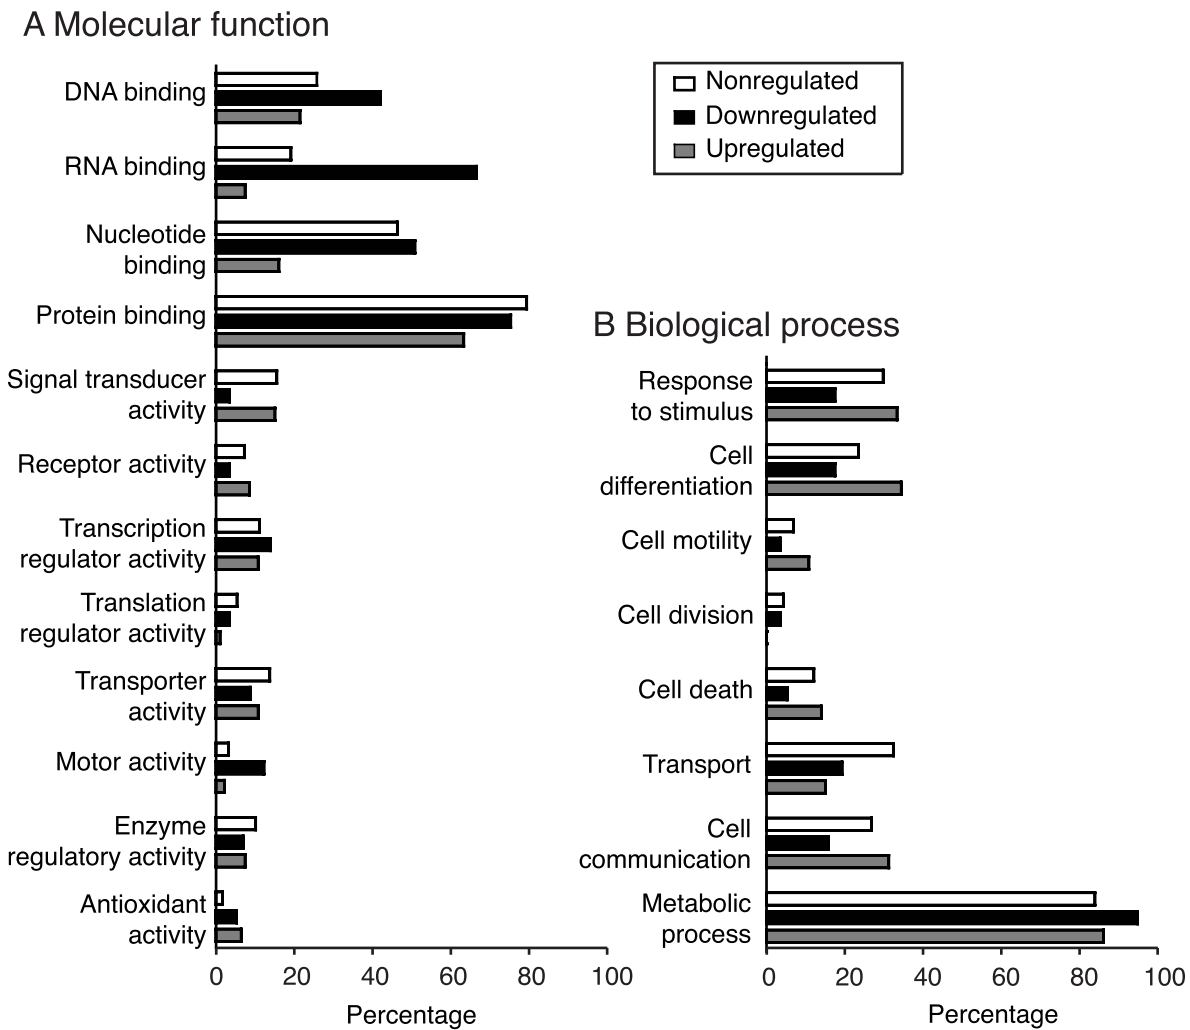 A Molecular function
Nonregulated
Downregulated
Upregulated
DNA binding
RNA binding
Nucleotide
binding
Protein binding
Signal transducer
activity
Receptor activity
Transcription
regulator activity
Translation
regulator activity
Transporter
activity
Motor activity
Enzyme
regulatory activity
Antioxidant
activity
0 20 40 60 80 100
Percentage
B Biological process
Response
to stimulus
Cell
differentiation
Cell motility
Cell division
Cell death
Transport
Cell
communication
Metabolic
process
0 20 40 60 80 100
Percentage